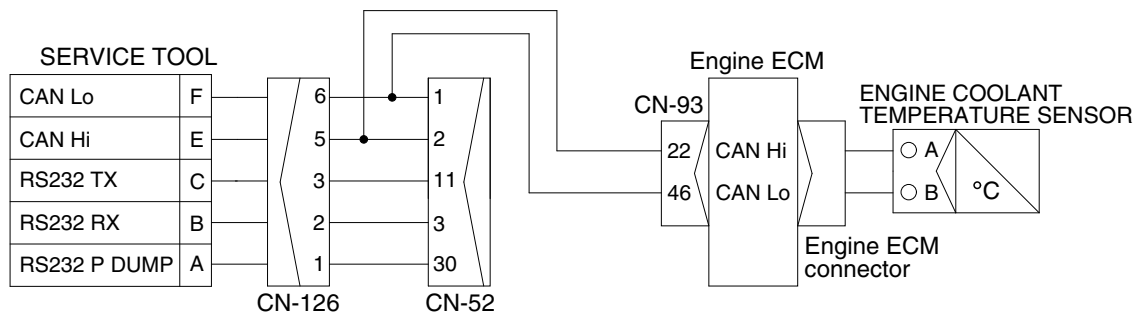 SERVICE TOOL
CAN Lo F
CAN Hi E
RS232 TX C
RS232 RX B
RS232 P DUMP A
6
5
3
2
1
CN-126
1
2
11
3
30
CN-52
Engine ECM
CN-93
22 CAN Hi
46 CAN Lo
Engine ECM
connector
ENGINE COOLANT
TEMPERATURE SENSOR
A
B
°C